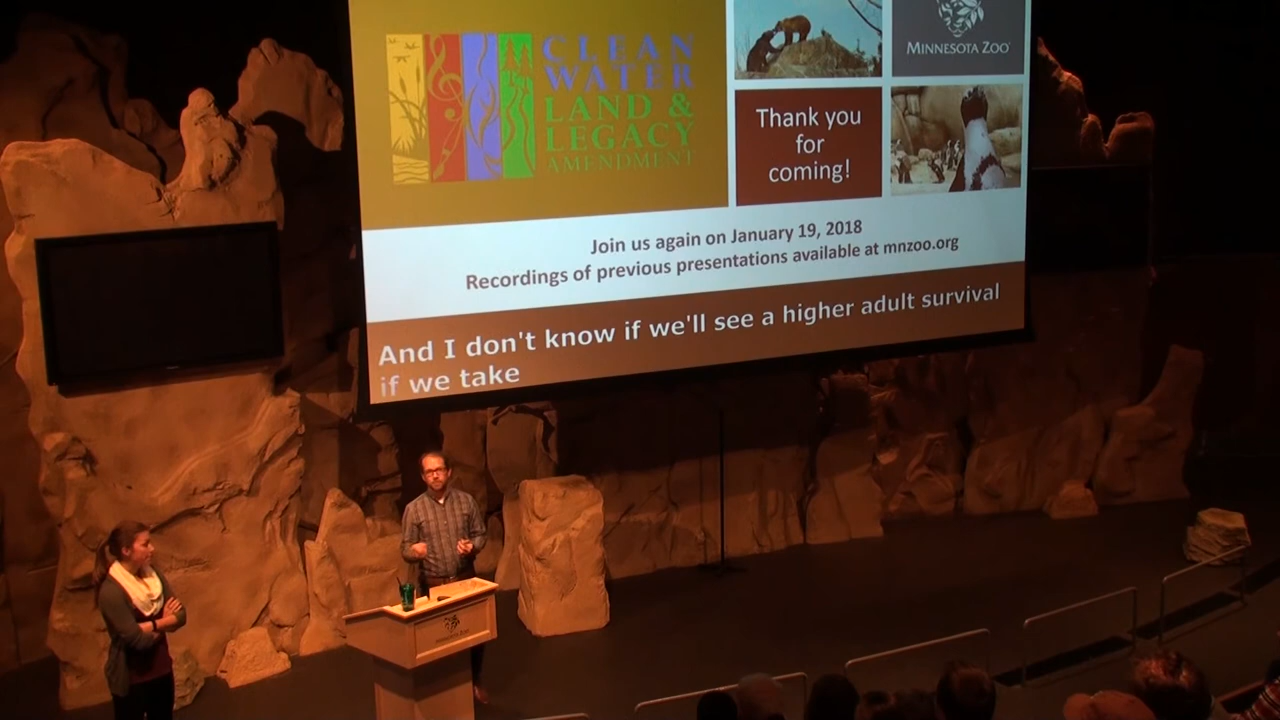 CLEAN
WATER
LAND &
LEGACY
AMENDMENT
MINNESOTA ZOO
Thank you
for
coming!
Join us again on January 19, 2018
Recordings of previous presentations available at mnzoo.org
And I don't know if we'll see a higher adult survival
if we take
MINNESOTA ZOO